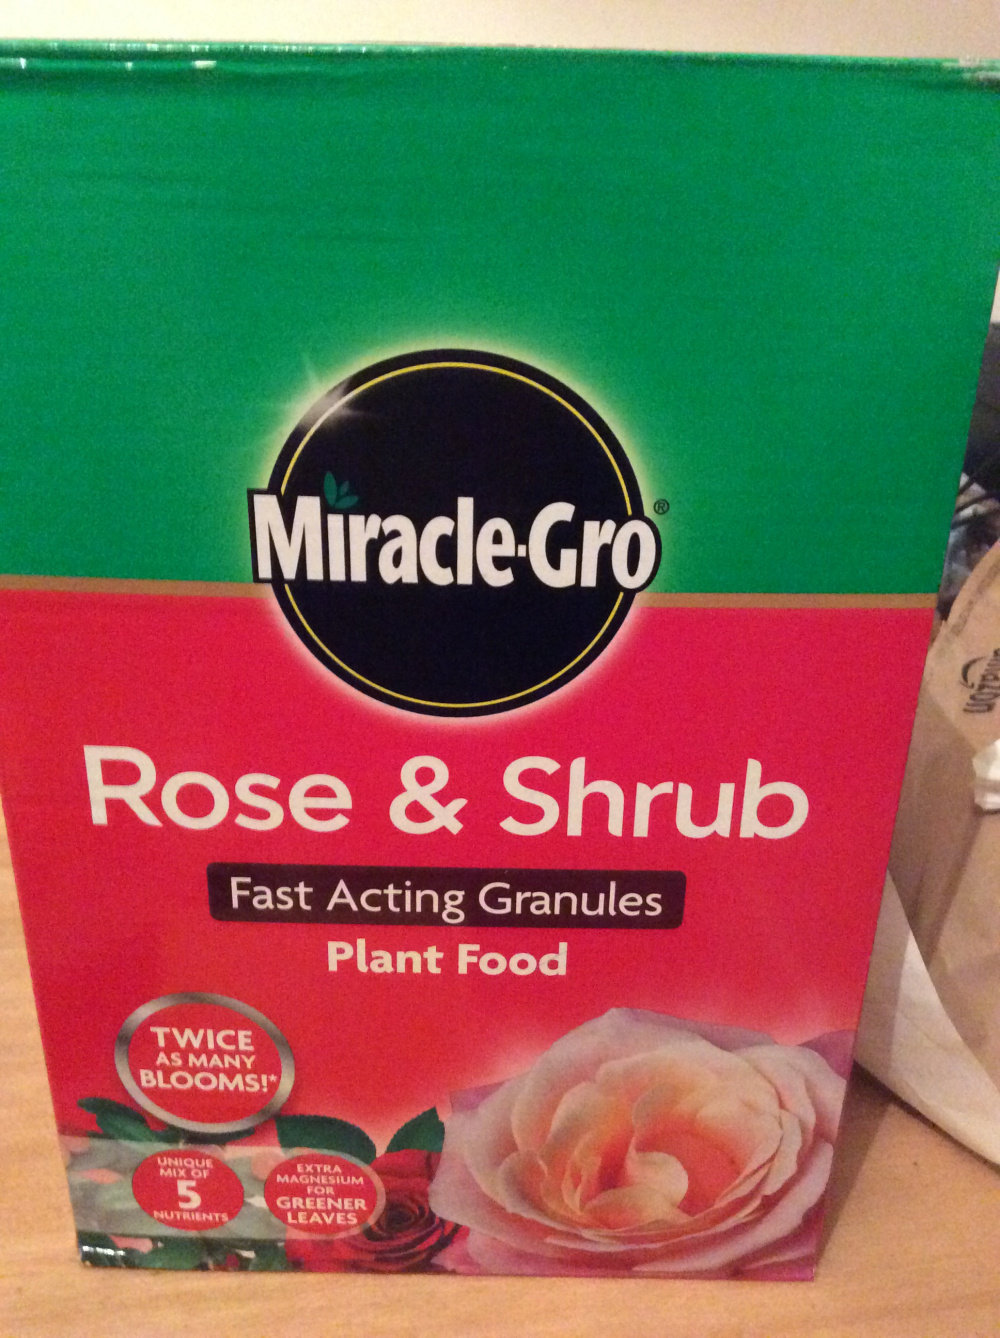 Miracle-Gro®
Rose & Shrub
Fast Acting Granules
Plant Food
TWICE
AS MANY
BLOOMS!*
UNIQUE
MIX OF
5
NUTRIENTS
EXTRA
MAGNESIUM
FOR
GREENER
LEAVES